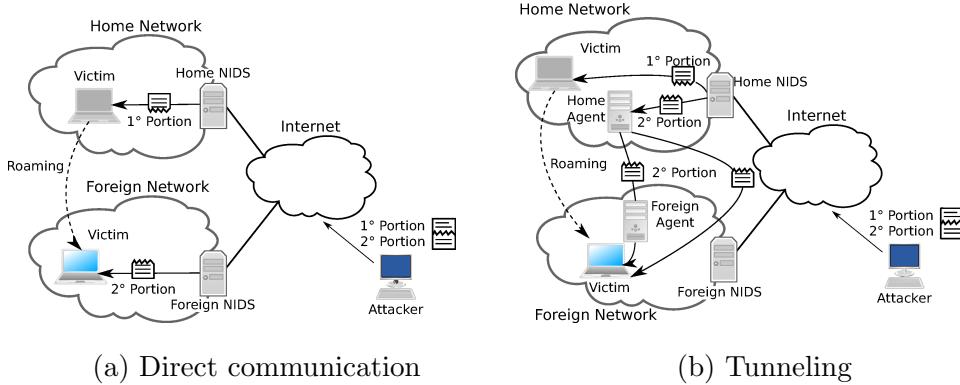 Home Network
Victim
Home NIDS
1° Portion
Internet
Roaming
Foreign Network
Victim
1° Portion
2° Portion
2° Portion
Foreign NIDS
Attacker
(a) Direct communication
Home Network
Victim
1° Portion
Home NIDS
Home
Agent
2° Portion
Internet
Roaming
2° Portion
Foreign
Agent
1° Portion
2° Portion
Victim
Foreign NIDS
Attacker
Foreign Network
(b) Tunneling